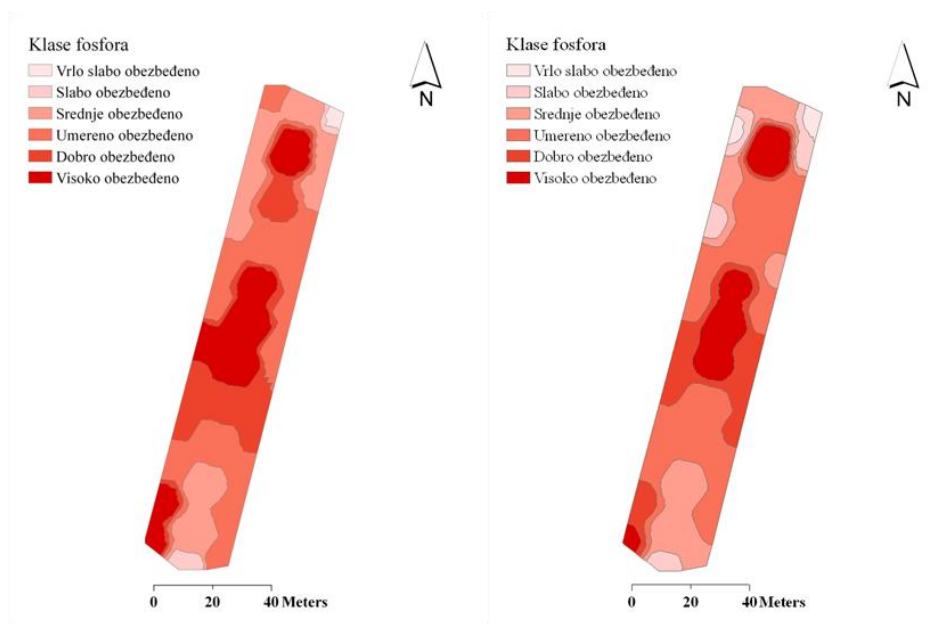 Klase fosfora
Vrlo slabo obezbeđeno
Slabo obezbeđeno
Srednje obezbeđeno
Umereno obezbeđeno
Dobro obezbeđeno
Visoko obezbeđeno
N
0 20 40 Meters
Klase fosfora
Vrlo slabo obezbeđeno
Slabo obezbeđeno
Srednje obezbeđeno
Umereno obezbeđeno
Dobro obezbeđeno
Visoko obezbeđeno
N
0 20 40 Meters